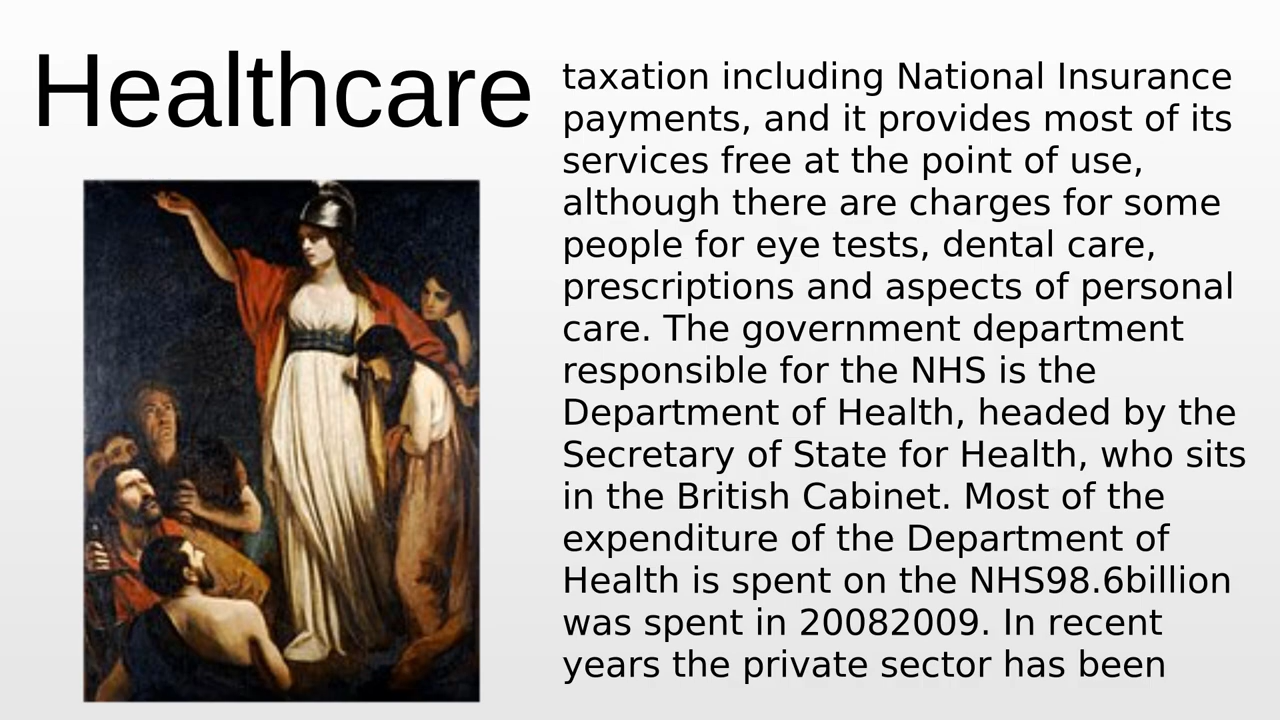 Healthcare
taxation including National Insurance
payments, and it provides most of its
services free at the point of use,
although there are charges for some
people for eye tests, dental care,
prescriptions and aspects of personal
care. The government department
responsible for the NHS is the
Department of Health, headed by the
Secretary of State for Health, who sits
in the British Cabinet. Most of the
expenditure of the Department of
Health is spent on the NHS98.6billion
was spent in 20082009. In recent
years the private sector has been